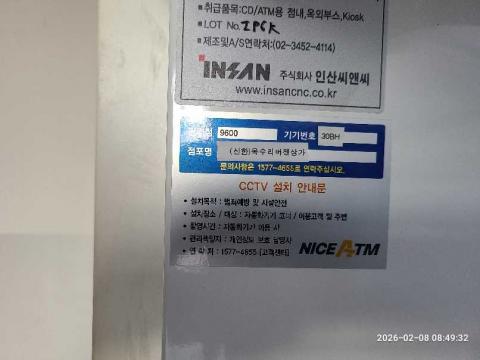 ▪취급품목:CD/ATM용 점내,옥외부스,Kiosk
▪LOT No.
▪제조및A/S연락처:(02-3452-4114)
INSAN 주식회사 인산씨앤씨
www.insancnc.co.kr
9600 기기번호 30BH
점포명 (신한)옥수리버젠상가
문의사항은 1577-4655로 연락주십시오.
CCTV 설치 안내문
• 설치목적 : 범죄예방 및 시설안전
• 설치장소 / 대상 : 자동화기기 코너 / 이용고객 및 주변
• 촬영시간 : 자동화기기 이용 시
• 관리책임자 : 개인정보 보호 담당자
• 연 락 처 : 1577-4655 [고객센터]
NICE ATM
2026-02-08 08:49:32